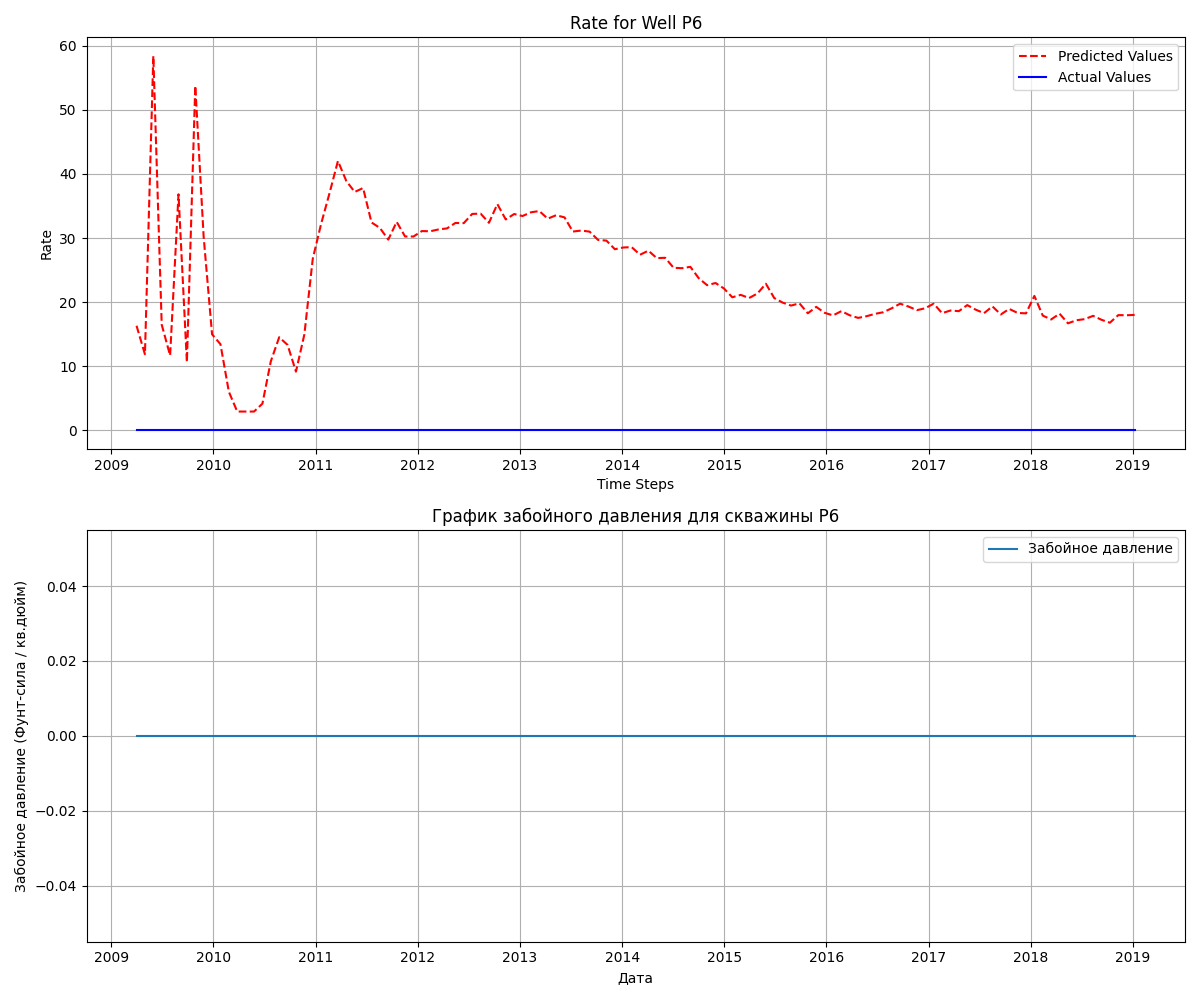 Rate for Well P6
Predicted Values
Actual Values
60
50
40
30
20
10
0
Rate
2009 2010 2011 2012 2013 2014 2015 2016 2017 2018 2019
Time Steps
График забойного давления для скважины P6
Забойное давление
0.04
0.02
0.00
−0.02
−0.04
Забойное давление (Фунт-сила / кв.дюйм)
2009 2010 2011 2012 2013 2014 2015 2016 2017 2018 2019
Дата